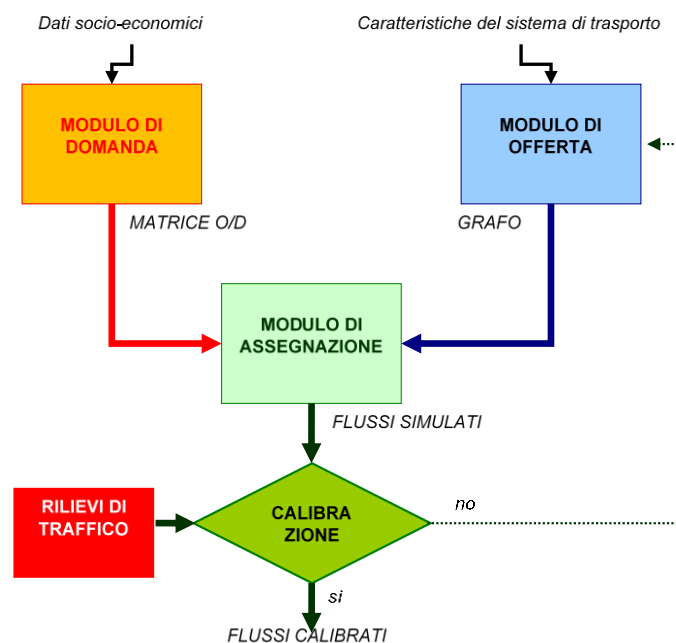 Dati socio-economici
Caratteristiche del sistema di trasporto
MODULO DI
DOMANDA
MODULO DI
OFFERTA
MATRICE O/D
GRAFO
MODULO DI
ASSEGNAZIONE
FLUSSI SIMULATI
RILIEVI DI
TRAFFICO
CALIBRA
ZIONE
no
si
FLUSSI CALIBRATI